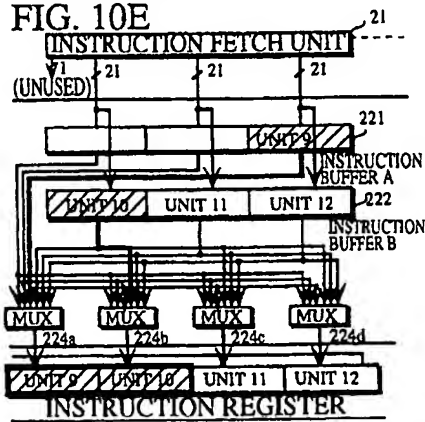 FIG. 10E
21
INSTRUCTION FETCH UNIT
1
21
21
21
(UNUSED)
221
UNIT 9
INSTRUCTION
BUFFER A
UNIT 10
UNIT 11
UNIT 12
222
INSTRUCTION
BUFFER B
MUX
MUX
MUX
MUX
224a
224b
224c
224d
UNIT 9
UNIT 10
UNIT 11
UNIT 12
INSTRUCTION REGISTER